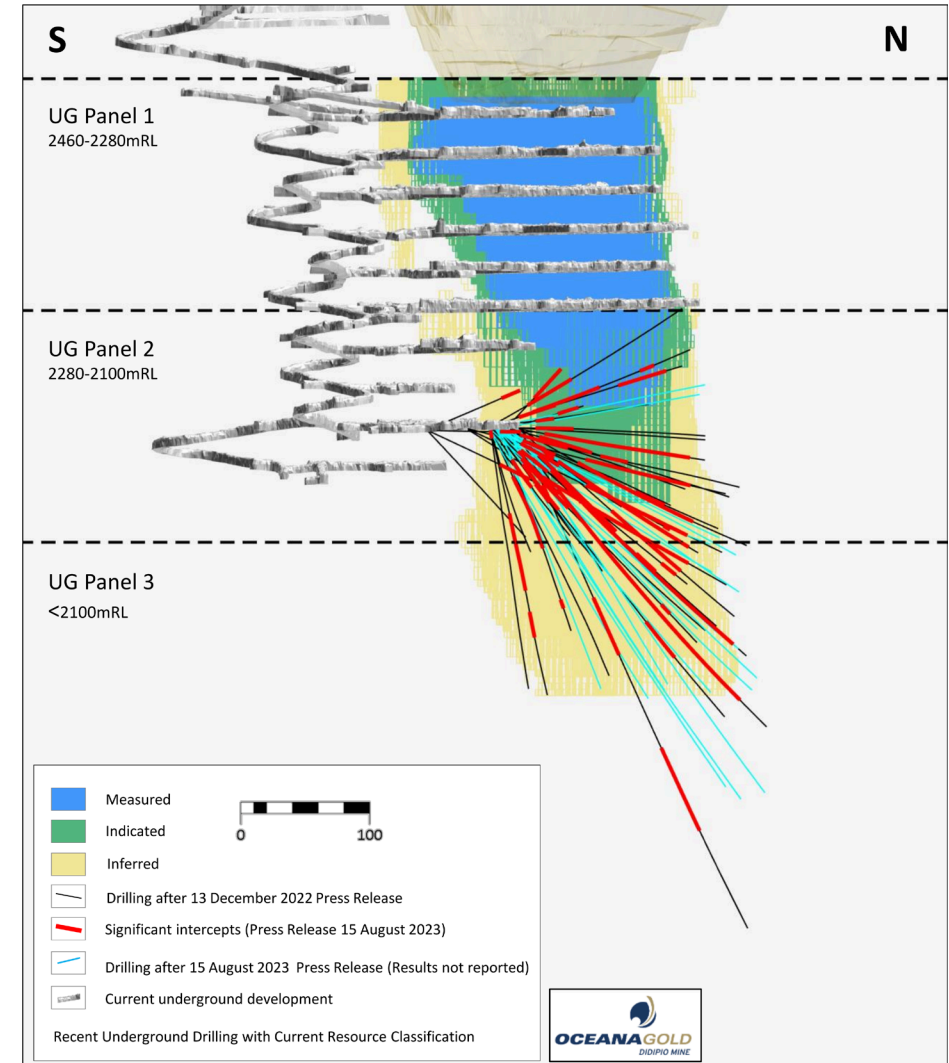 S
N
UG Panel 1
2460-2280mRL
UG Panel 2
2280-2100mRL
UG Panel 3
<2100mRL
Measured
Indicated
Inferred
0
100
Drilling after 13 December 2022 Press Release
Significant intercepts (Press Release 15 August 2023)
Drilling after 15 August 2023 Press Release (Results not reported)
Current underground development
Recent Underground Drilling with Current Resource Classification
OCEANAGOLD
DIDIPIO MINE